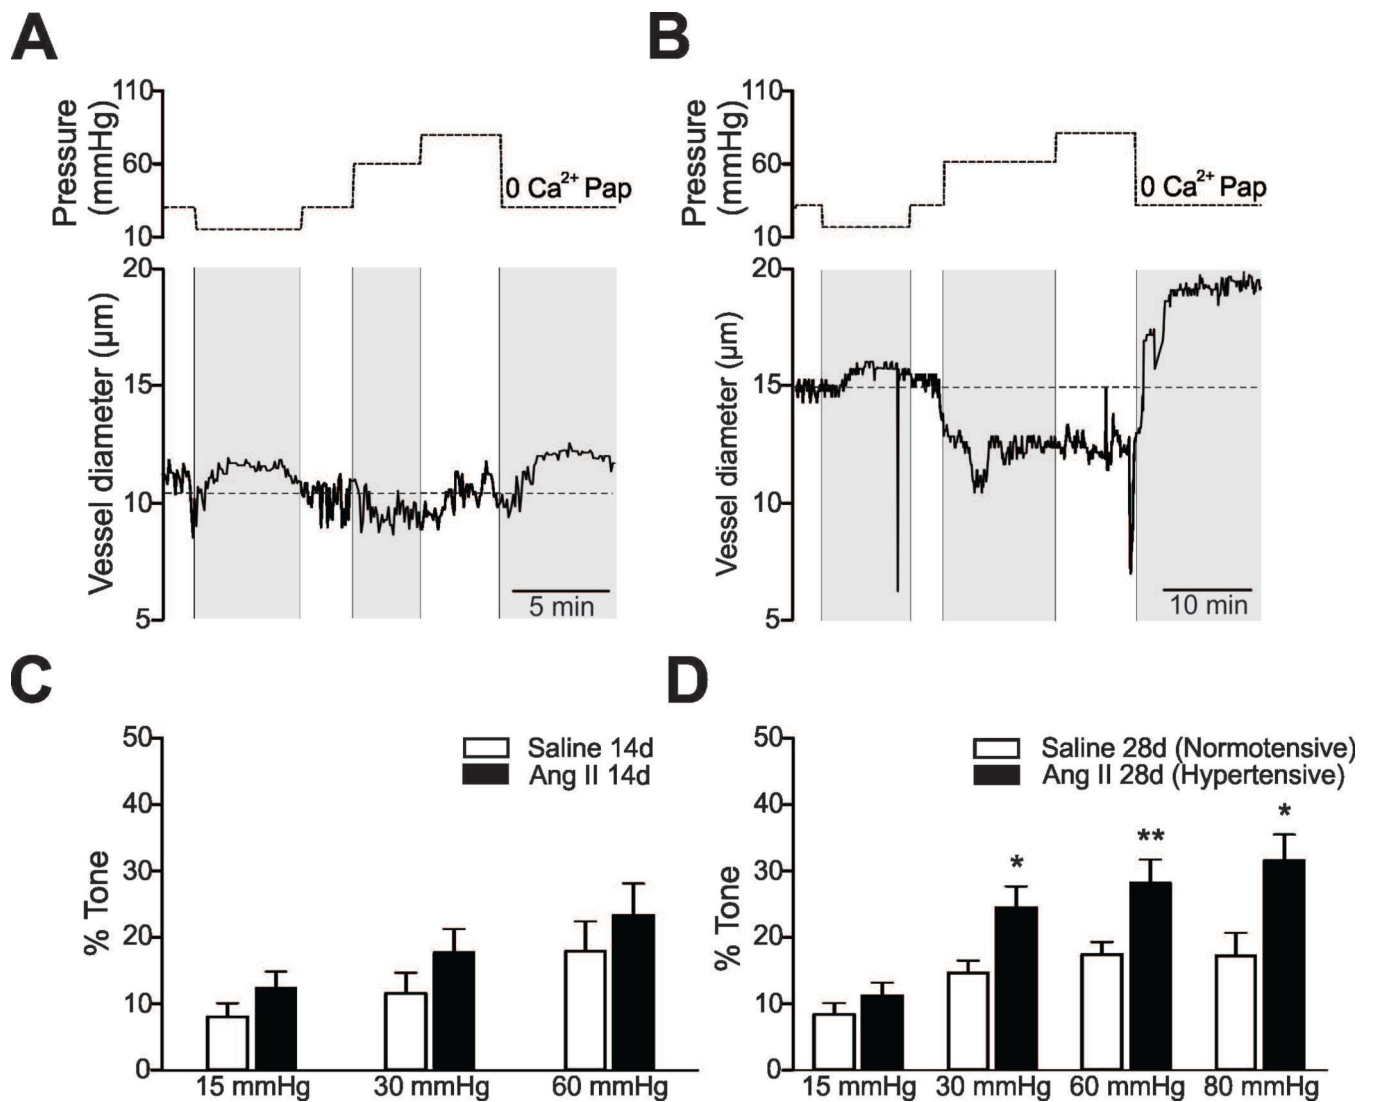 A
B
Pressure
(mmHg)
110
60
10
0 Ca²⁺ Pap
Pressure
(mmHg)
110
60
10
0 Ca²⁺ Pap
Vessel diameter (µm)
20
15
10
5
5 min
Vessel diameter (µm)
20
15
10
5
10 min
C
D
% Tone
50
40
30
20
10
0
Saline 14d
Ang II 14d
15 mmHg
30 mmHg
60 mmHg
% Tone
50
40
30
20
10
0
Saline 28d (Normotensive)
Ang II 28d (Hypertensive)
*
**
*
15 mmHg
30 mmHg
60 mmHg
80 mmHg